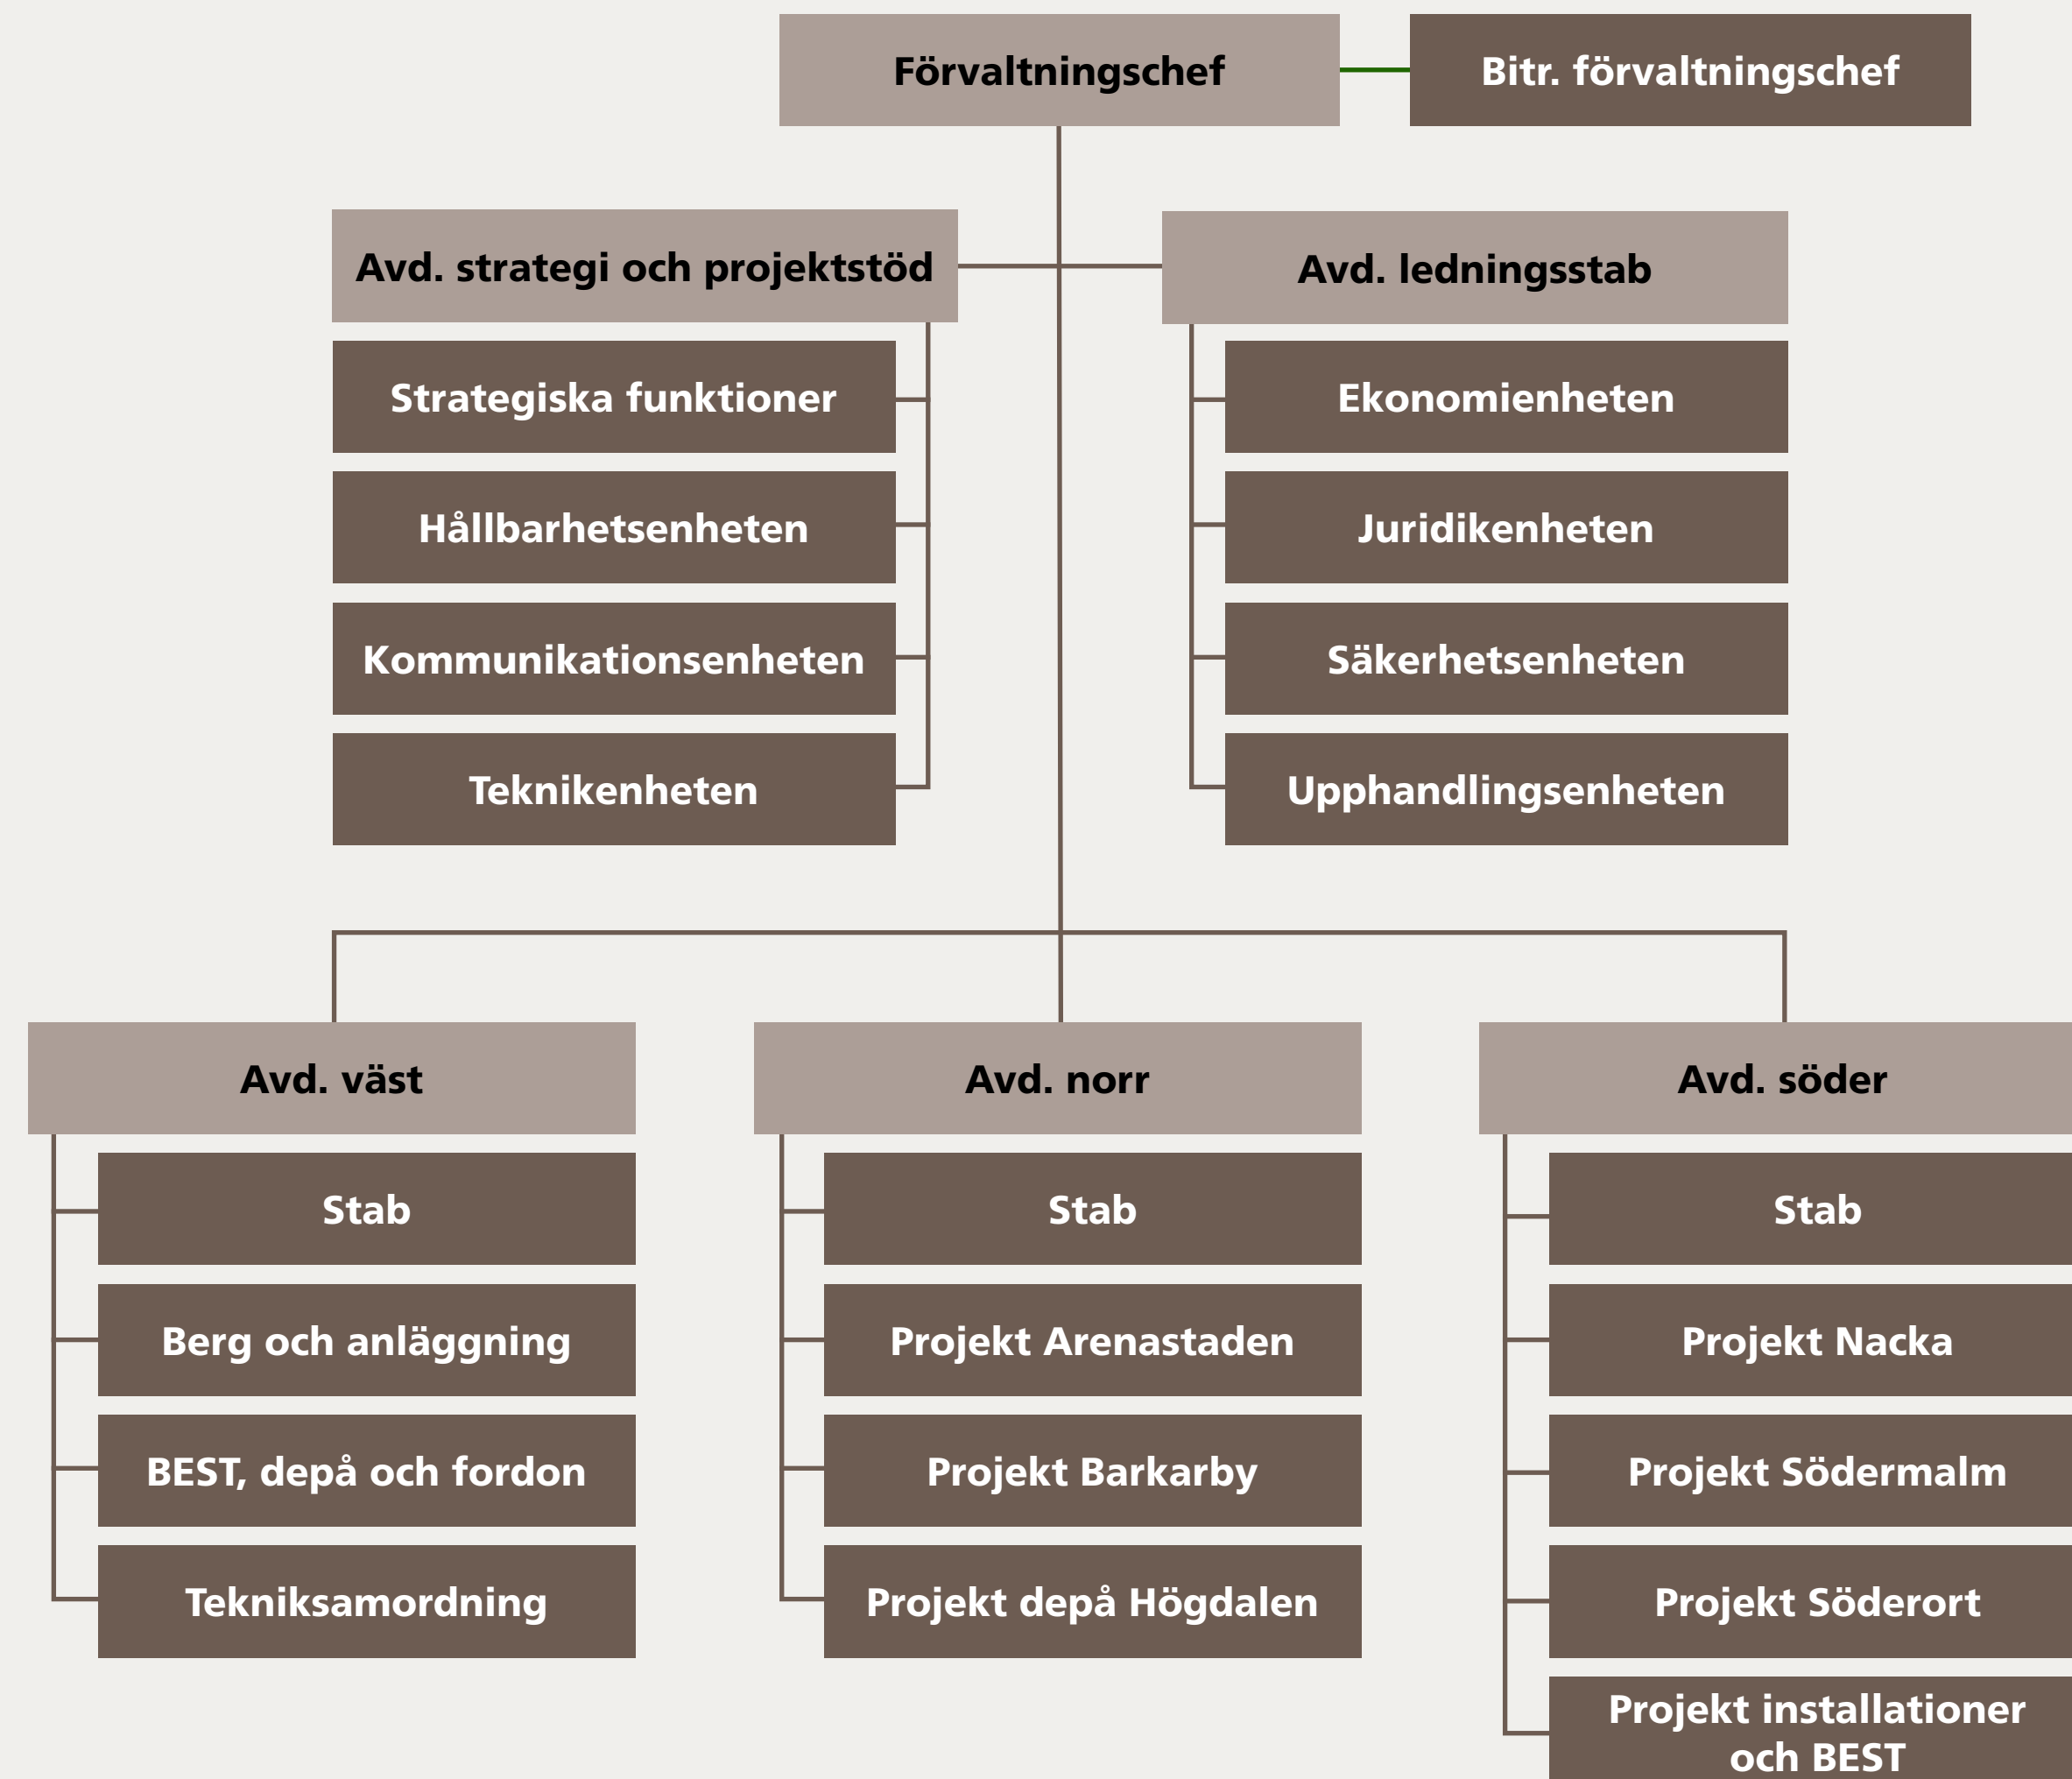 Förvaltningschef
Bitr. förvaltningschef
Avd. strategi och projektstöd
Strategiska funktioner
Hållbarhetsenheten
Kommunikationsenheten
Teknikenheten
Avd. ledningsstab
Ekonomienheten
Juridikenheten
Säkerhetsenheten
Upphandlingsenheten
Avd. väst
Stab
Berg och anläggning
BEST, depå och fordon
Tekniksamordning
Avd. norr
Stab
Projekt Arenastaden
Projekt Barkarby
Projekt depå Högdalen
Avd. söder
Stab
Projekt Nacka
Projekt Södermalm
Projekt Söderort
Projekt installationer
och BEST